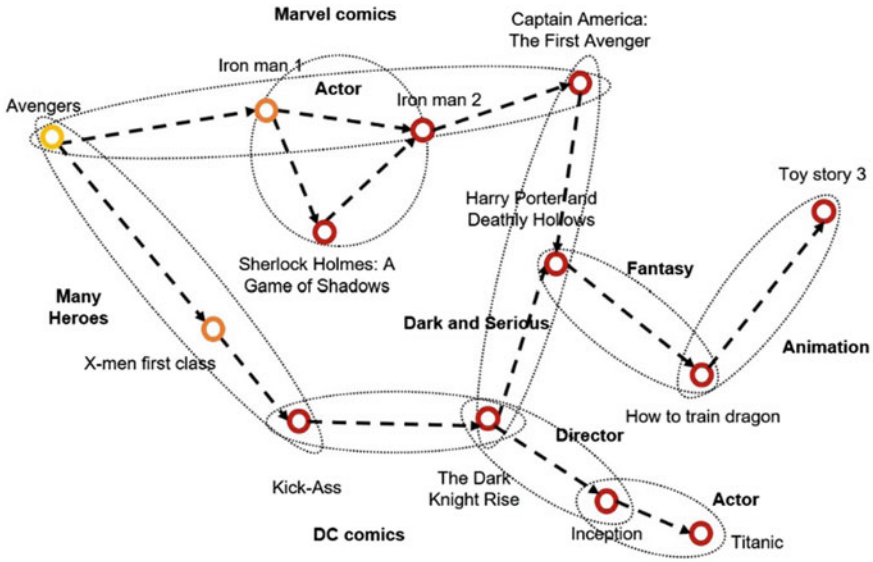 Marvel comics
Captain America:
The First Avenger
Iron man 1
Actor
Iron man 2
Avengers
Toy story 3
Harry Porter and
Deathly Hollows
Sherlock Holmes: A
Game of Shadows
Fantasy
Many
Heroes
Dark and Serious
Animation
X-men first class
How to train dragon
Director
Kick-Ass
The Dark
Knight Rise
Actor
Inception
Titanic
DC comics